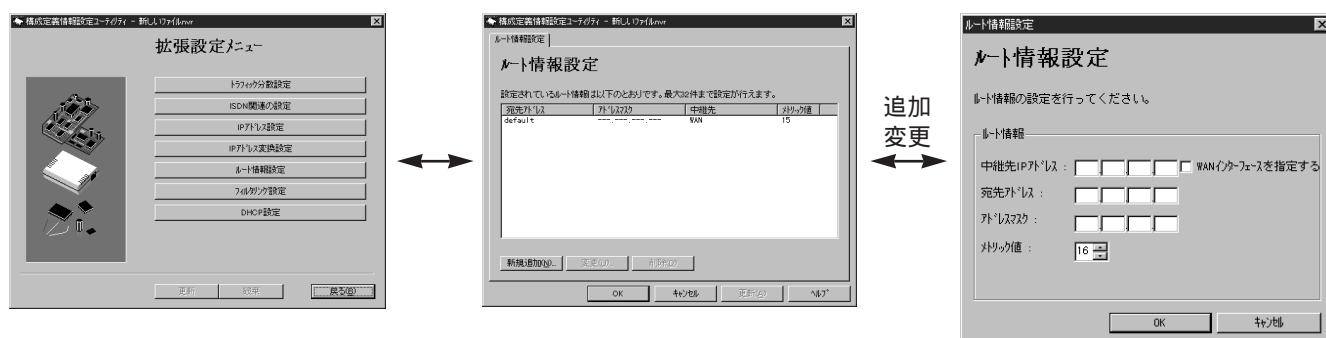 構成定義情報設定ユーティリティ - 新しいファイル.nvr
拡張設定メニュー
トラフィック分散設定
ISDN関連の設定
IPアドレス設定
IPアドレス変換設定
ルート情報設定
フィルタリング設定
DHCP設定
更新
破棄
戻る(B)
構成定義情報設定ユーティリティ - 新しいファイル.nvr
ルート情報設定
ルート情報設定
設定されているルート情報は以下のとおりです。最大32件まで設定が行えます。
宛先アドレス アドレスマスク 中継先 メトリック値
default ---.---.---.--- WAN 15
新規追加(N)... 変更(U)... 削除(D)
OK キャンセル 更新(A) ヘルプ
追加
変更
ルート情報設定
ルート情報設定
ルート情報の設定を行ってください。
ルート情報
中継先IPアドレス : . . . WANインターフェースを指定する
宛先アドレス : . . .
アドレスマスク : . . .
メトリック値 : 16
OK キャンセル